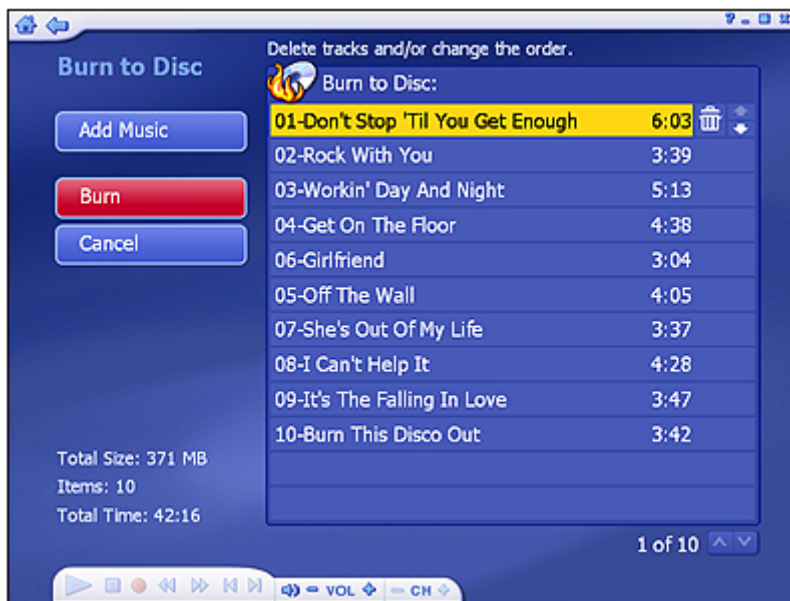 Delete tracks and/or change the order.
Burn to Disc
Burn to Disc:
Add Music
Burn
Cancel
01-Don't Stop 'Til You Get Enough 6:03
02-Rock With You 3:39
03-Workin' Day And Night 5:13
04-Get On The Floor 4:38
06-Girlfriend 3:04
05-Off The Wall 4:05
07-She's Out Of My Life 3:37
08-I Can't Help It 4:28
09-It's The Falling In Love 3:47
10-Burn This Disco Out 3:42
Total Size: 371 MB
Items: 10
Total Time: 42:16
1 of 10
VOL
CH